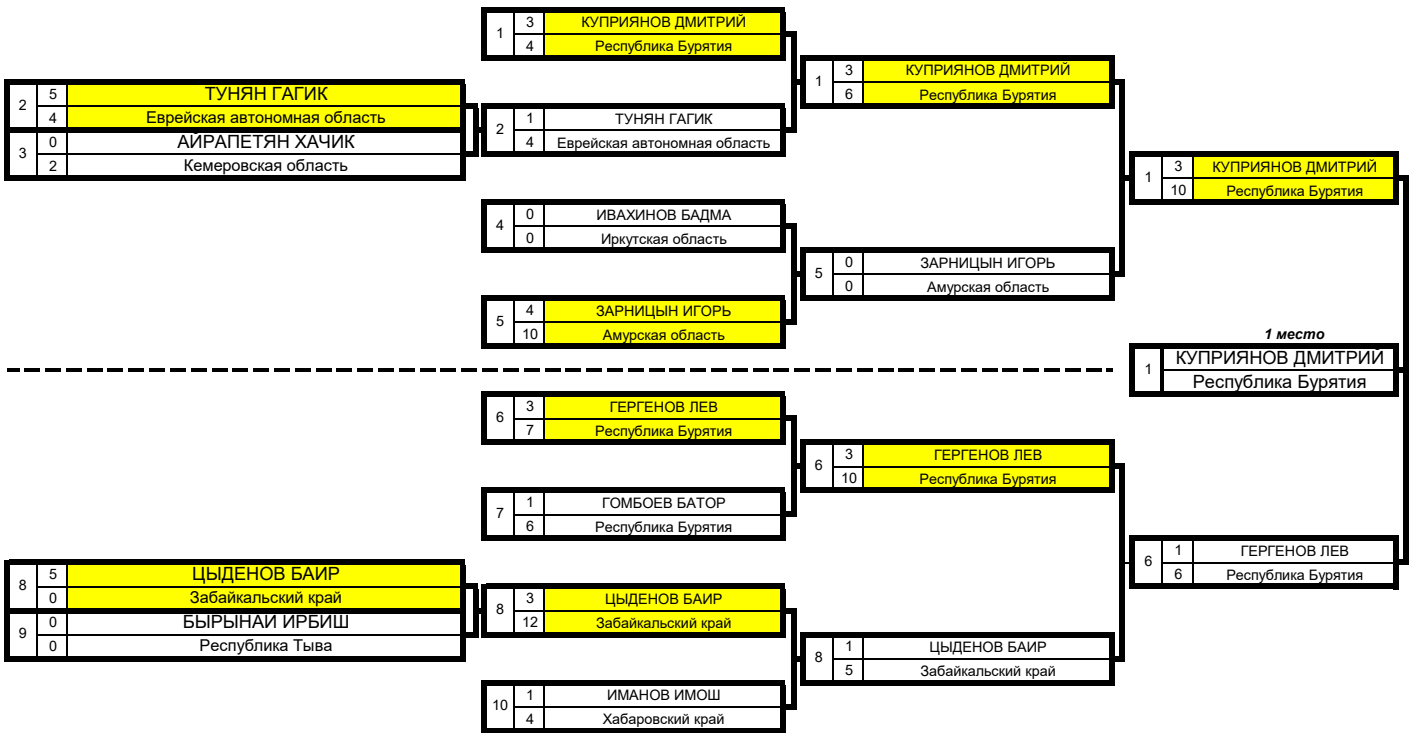 1 3 КУПРИЯНОВ ДМИТРИЙ
4 Республика Бурятия
1 3 КУПРИЯНОВ ДМИТРИЙ
6 Республика Бурятия
2 5 ТУНЯН ГАГИК
4 Еврейская автономная область
2 1 ТУНЯН ГАГИК
4 Еврейская автономная область
3 0 АЙРАПЕТЯН ХАЧИК
2 Кемеровская область
1 3 КУПРИЯНОВ ДМИТРИЙ
10 Республика Бурятия
4 0 ИВАХИНОВ БАДМА
0 Иркутская область
5 0 ЗАРНИЦЫН ИГОРЬ
0 Амурская область
5 4 ЗАРНИЦЫН ИГОРЬ
10 Амурская область
1 место
1 КУПРИЯНОВ ДМИТРИЙ
Республика Бурятия
6 3 ГЕРГЕНОВ ЛЕВ
7 Республика Бурятия
6 3 ГЕРГЕНОВ ЛЕВ
10 Республика Бурятия
7 1 ГОМБОЕВ БАТОР
6 Республика Бурятия
6 1 ГЕРГЕНОВ ЛЕВ
6 Республика Бурятия
8 5 ЦЫДЕНОВ БАИР
0 Забайкальский край
8 3 ЦЫДЕНОВ БАИР
12 Забайкальский край
9 0 БЫРЫНАЙ ИРБИШ
0 Республика Тыва
8 1 ЦЫДЕНОВ БАИР
5 Забайкальский край
10 1 ИМАНОВ ИМОШ
4 Хабаровский край